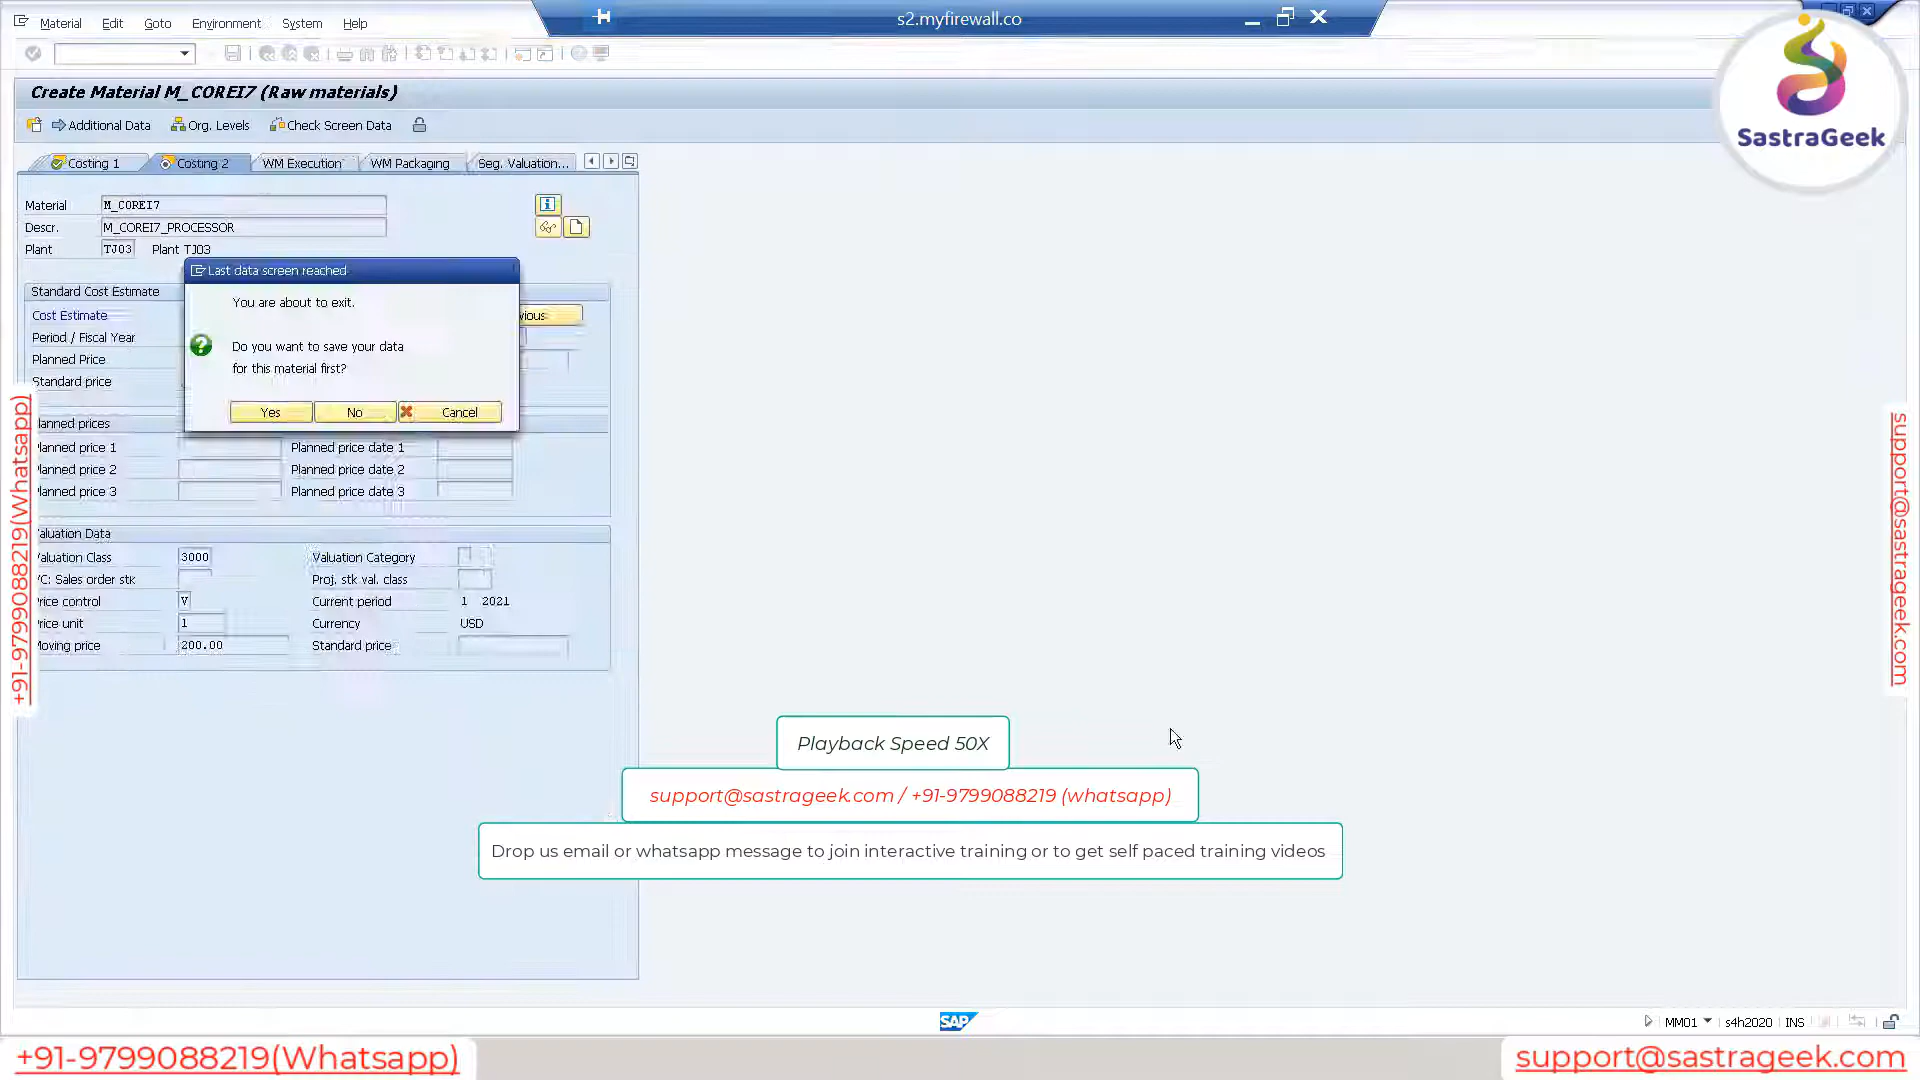 Material Edit Goto Environment System Help
s2.myfirewall.co
Create Material M_COREI7 (Raw materials)
Additional Data Org. Levels Check Screen Data
SastraGeek
Costing 1 Costing 2 WM Execution WM Packaging Seg. Valuation...
Material M_COREI7
Descr. M_COREI7_PROCESSOR
Plant TJ03 Plant TJ03
Last data screen reached
You are about to exit.
Do you want to save your data
for this material first?
Yes No Cancel
Standard Cost Estimate
Cost Estimate vious
Period / Fiscal Year
Planned Price
Standard price
lanned prices
lanned price 1 Planned price date 1
lanned price 2 Planned price date 2
lanned price 3 Planned price date 3
aluation Data
aluation Class 3000 Valuation Category
C: Sales order stk Proj. stk val. class
rice control V Current period 1 2021
rice unit 1 Currency USD
oving price 200.00 Standard price
+91-9799088219(Whatsapp)
support@sastrageek.com
Playback Speed 50X
support@sastrageek.com / +91-9799088219 (whatsapp)
Drop us email or whatsapp message to join interactive training or to get self paced training videos
SAP
MM01 s4h2020 INS
+91-9799088219(Whatsapp)
support@sastrageek.com